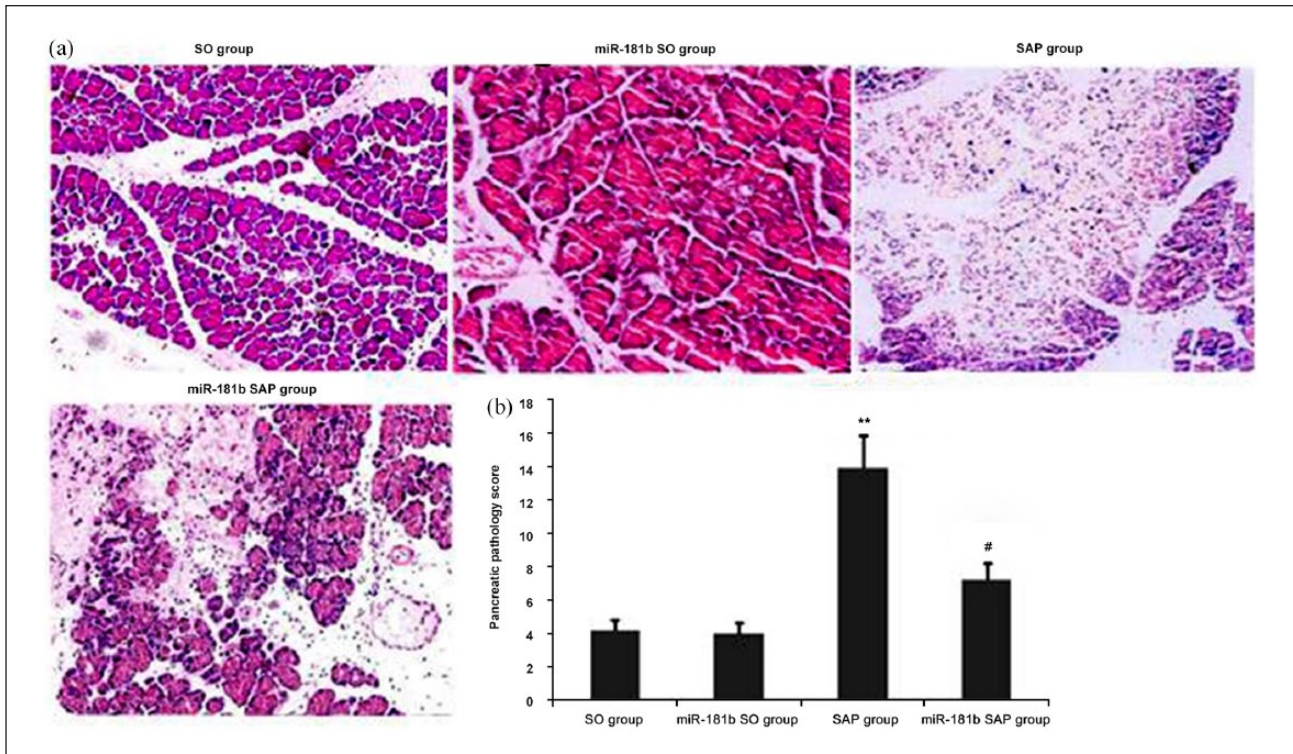 (a)
SO group
miR-181b SO group
SAP group
miR-181b SAP group
(b)
Pancreatic pathology score
18
16
14
12
10
8
6
4
2
0
**
#
SO group
miR-181b SO group
SAP group
miR-181b SAP group